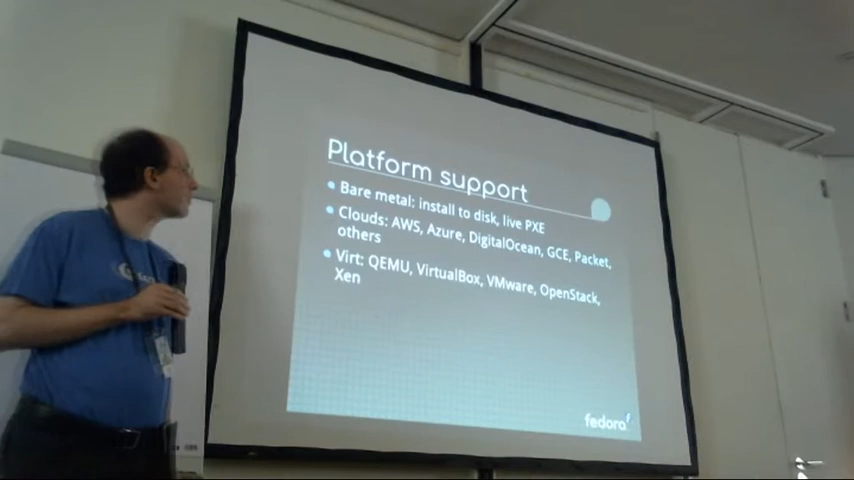 Platform support
Bare metal: install to disk, live PXE
Clouds: AWS, Azure, DigitalOcean, GCE, Packet,
others
Virt: QEMU, VirtualBox, VMware, OpenStack,
Xen
fedora